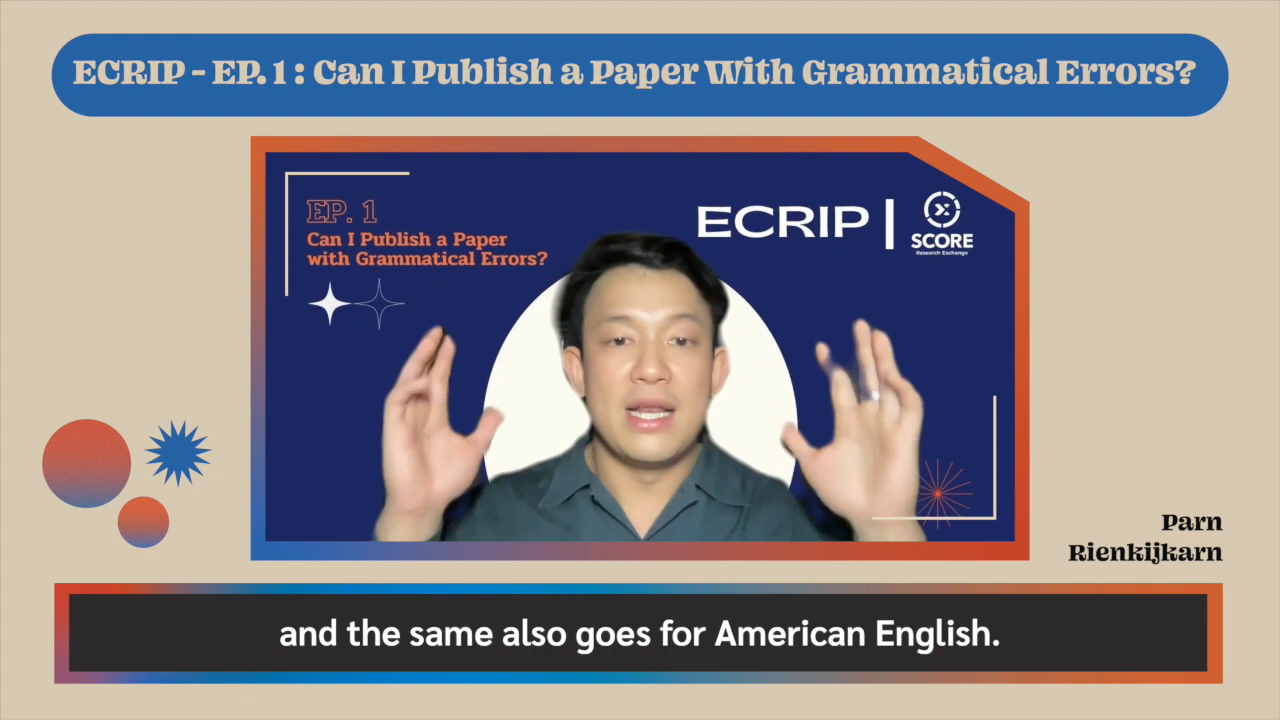 ECRIP - EP. 1 : Can I Publish a Paper With Grammatical Errors?
EP. 1
Can I Publish a Paper
with Grammatical Errors?
ECRIP
SCORE
Research Exchange
Parn
Rienkijkarn
and the same also goes for American English.